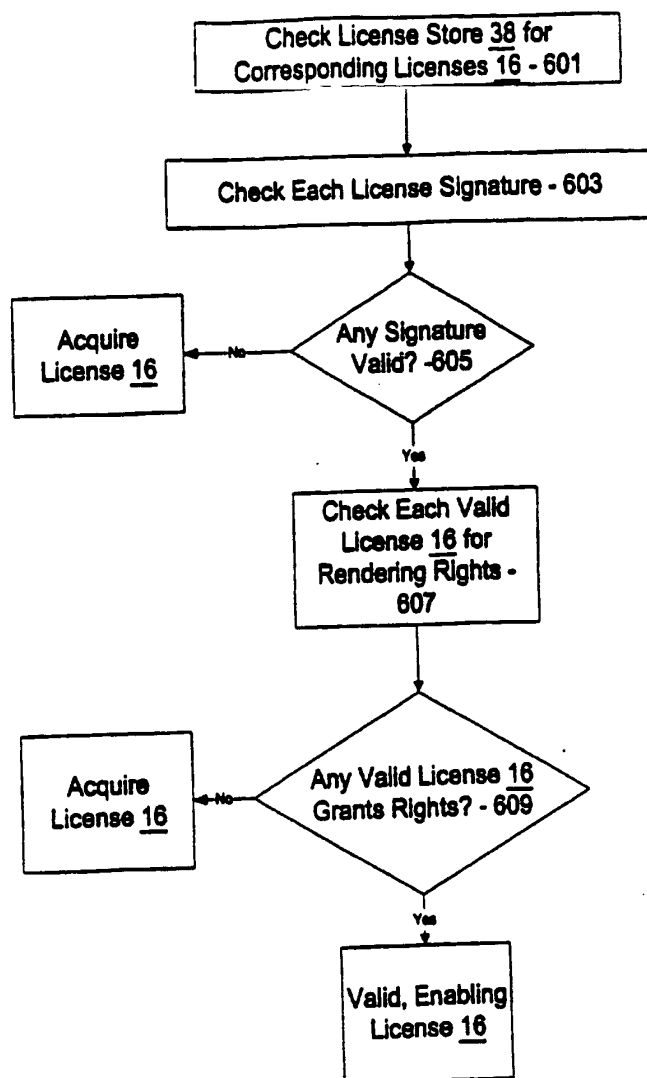 Check License Store 38 for
Corresponding Licenses 16 - 601
Check Each License Signature - 603
Any Signature
Valid? -605
No
Acquire
License 16
Yes
Check Each Valid
License 16 for
Rendering Rights -
607
Any Valid License 16
Grants Rights? - 609
No
Acquire
License 16
Yes
Valid, Enabling
License 16